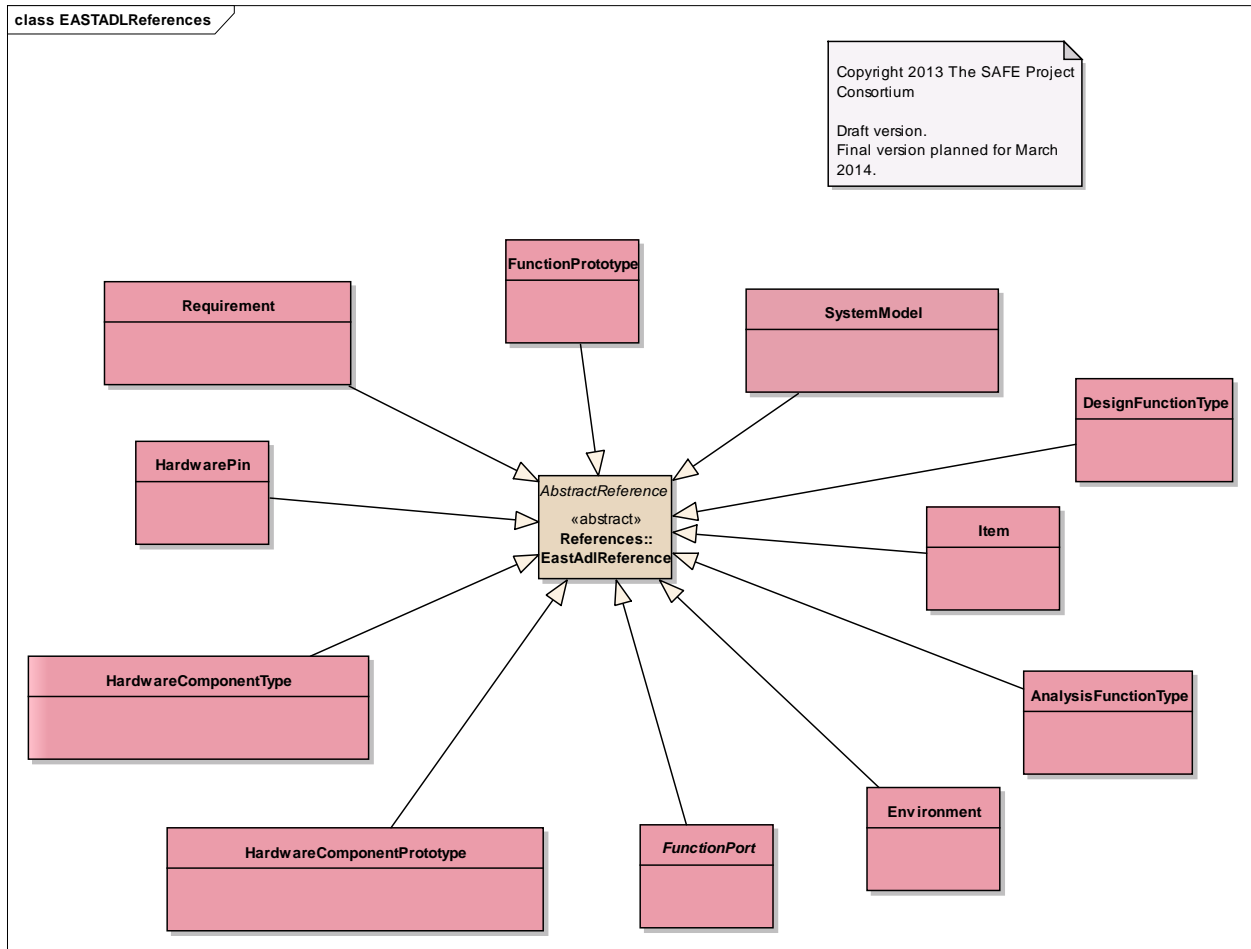 class EASTADLReferences
Copyright 2013 The SAFE Project
Consortium
Draft version.
Final version planned for March
2014.
FunctionPrototype
Requirement
SystemModel
DesignFunctionType
HardwarePin
AbstractReference
«abstract»
References::
EastAdlReference
Item
HardwareComponentType
AnalysisFunctionType
Environment
HardwareComponentPrototype
FunctionPort